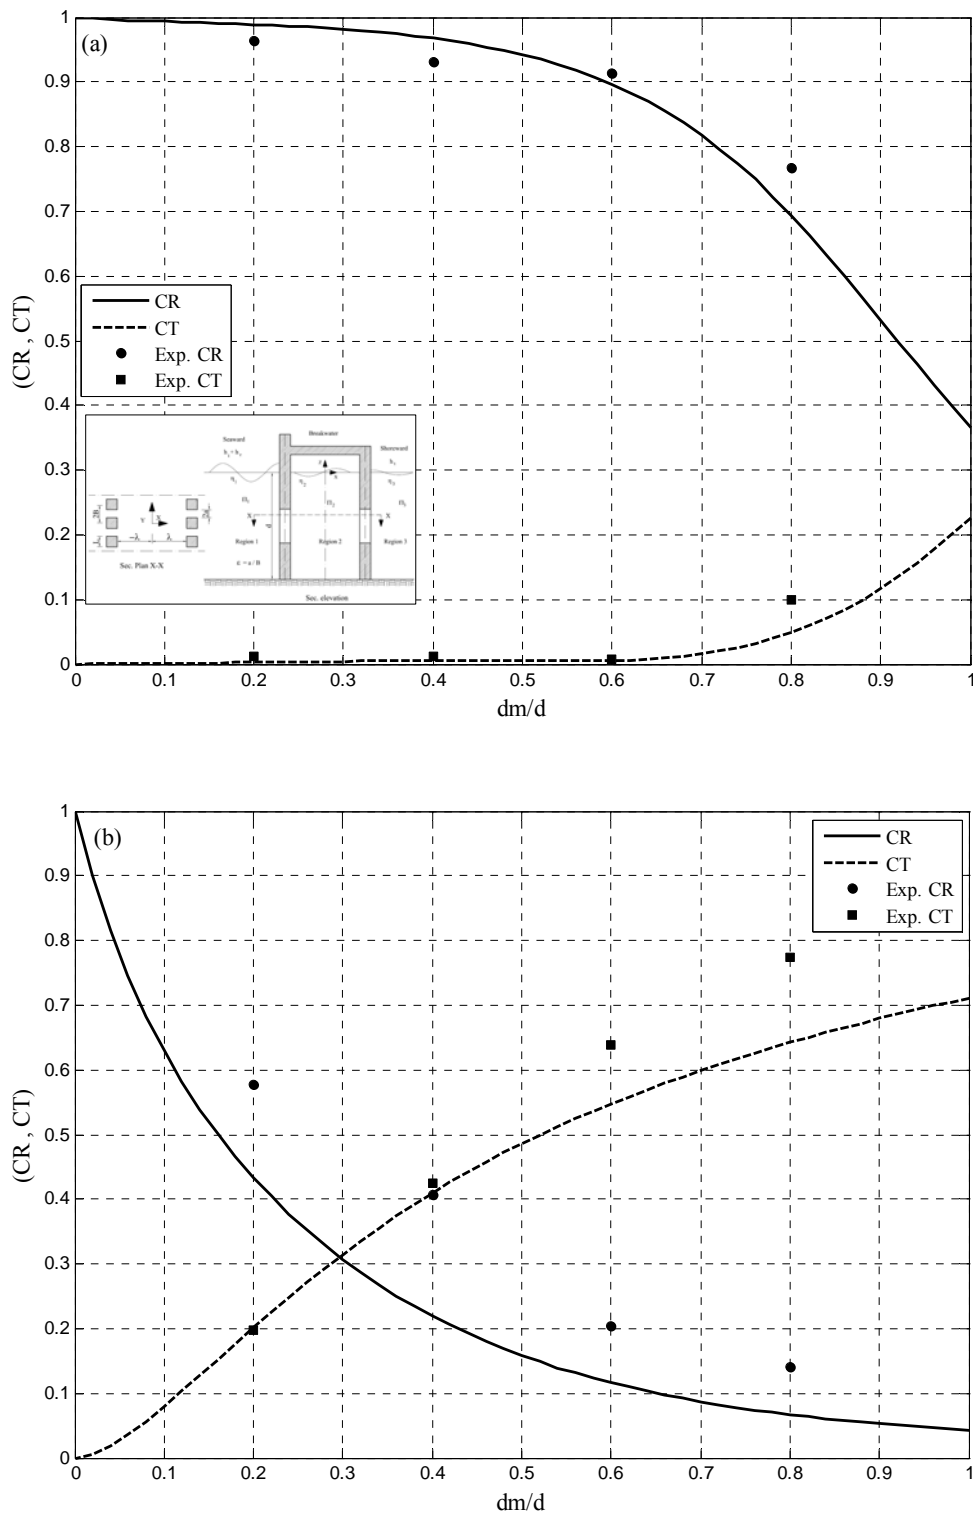 (a)
1
0.9
0.8
0.7
0.6
0.5
0.4
0.3
0.2
0.1
0
(CR , CT)
CR
CT
Exp. CR
Exp. CT
Seaward
Breakwater
Shoreward
Region 1
Region 2
Region 3
ε = a / B
Sec. Plan X-X
Sec. elevation
0 0.1 0.2 0.3 0.4 0.5 0.6 0.7 0.8 0.9 1
dm/d
(b)
1
0.9
0.8
0.7
0.6
0.5
0.4
0.3
0.2
0.1
0
(CR , CT)
CR
CT
Exp. CR
Exp. CT
0 0.1 0.2 0.3 0.4 0.5 0.6 0.7 0.8 0.9 1
dm/d